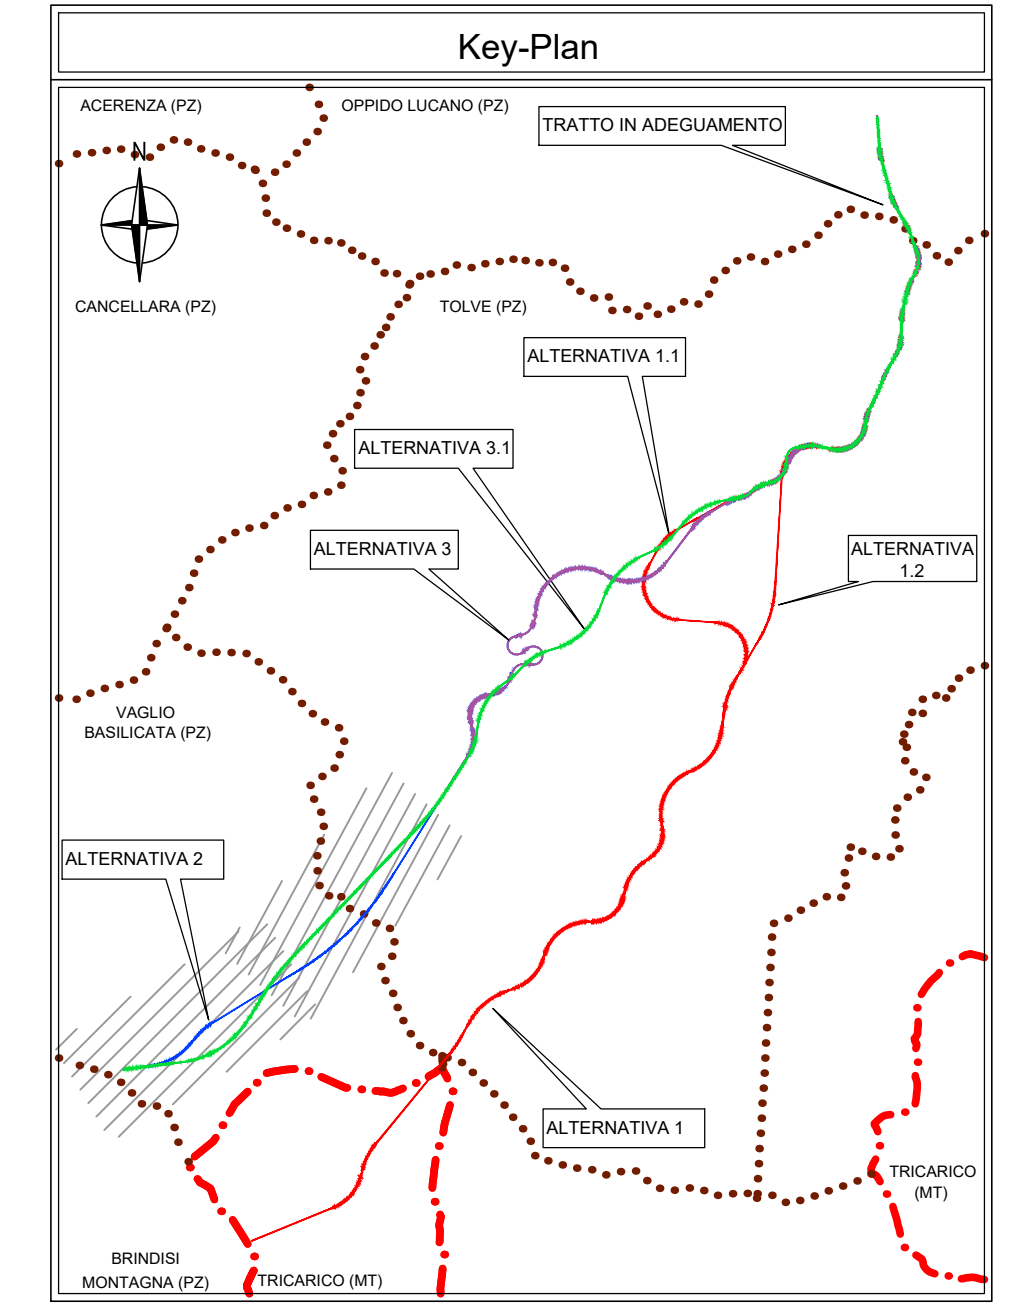 Key-Plan
ACERENZA (PZ)
OPPIDO LUCANO (PZ)
TRATTO IN ADEGUAMENTO
N
CANCELLARA (PZ)
TOLVE (PZ)
ALTERNATIVA 1.1
ALTERNATIVA 3.1
ALTERNATIVA 3
ALTERNATIVA
1.2
VAGLIO
BASILICATA (PZ)
ALTERNATIVA 2
ALTERNATIVA 1
TRICARICO
(MT)
BRINDISI
MONTAGNA (PZ)
TRICARICO (MT)